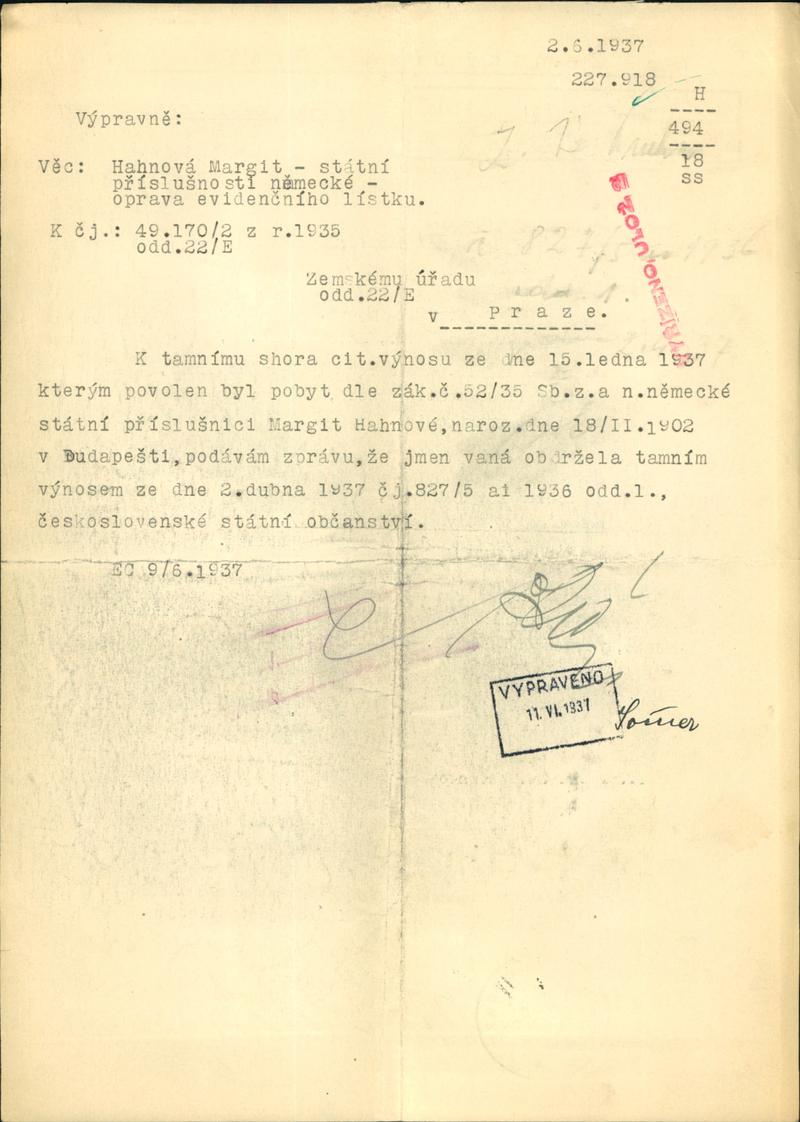 2.6.1937
227.918
H
494
18
ss
Výpravně:
Věc: Hahnová Margit - státní
příslušnosti německé -
oprava evidenčního lístku.
K čj.: 49.170/2 z r.1935
odd.22/E
Zemskému úřadu
odd.22/E
v P r a z e.
K tamnímu shora cit.výnosu ze dne 15.ledna 1937
kterým povolen byl pobyt dle zák.č.52/35 Sb.z.a n.německé
státní příslušnici Margit Hahnové,naroz.dne 18/II.1902
v Budapešti,podávám zprávu,že jmen vaná obdržela tamním
výnosem ze dne 2.dubna 1937 čj.827/5 ai 1936 odd.1.,
československé státní občanství.
EC 9/6.1937
VYPRAVENO
11.VI.1937